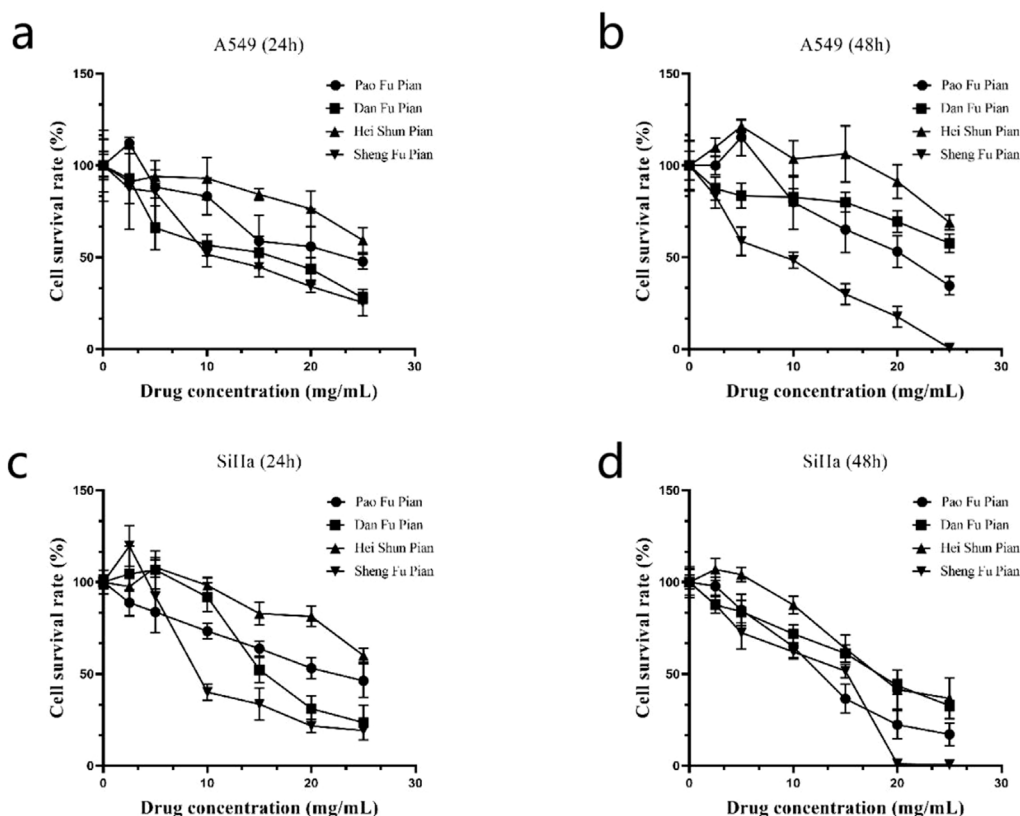 a
A549 (24h)
Pao Fu Pian
Dan Fu Pian
Hei Shun Pian
Sheng Fu Pian
Cell survival rate (%)
150
100
50
0
0
10
20
30
Drug concentration (mg/mL)
b
A549 (48h)
Pao Fu Pian
Dan Fu Pian
Hei Shun Pian
Sheng Fu Pian
Cell survival rate (%)
150
100
50
0
0
10
20
30
Drug concentration (mg/mL)
c
SiHa (24h)
Pao Fu Pian
Dan Fu Pian
Hei Shun Pian
Sheng Fu Pian
Cell survival rate (%)
150
100
50
0
0
10
20
30
Drug concentration (mg/mL)
d
SiHa (48h)
Pao Fu Pian
Dan Fu Pian
Hei Shun Pian
Sheng Fu Pian
Cell survival rate (%)
150
100
50
0
0
10
20
30
Drug concentration (mg/mL)